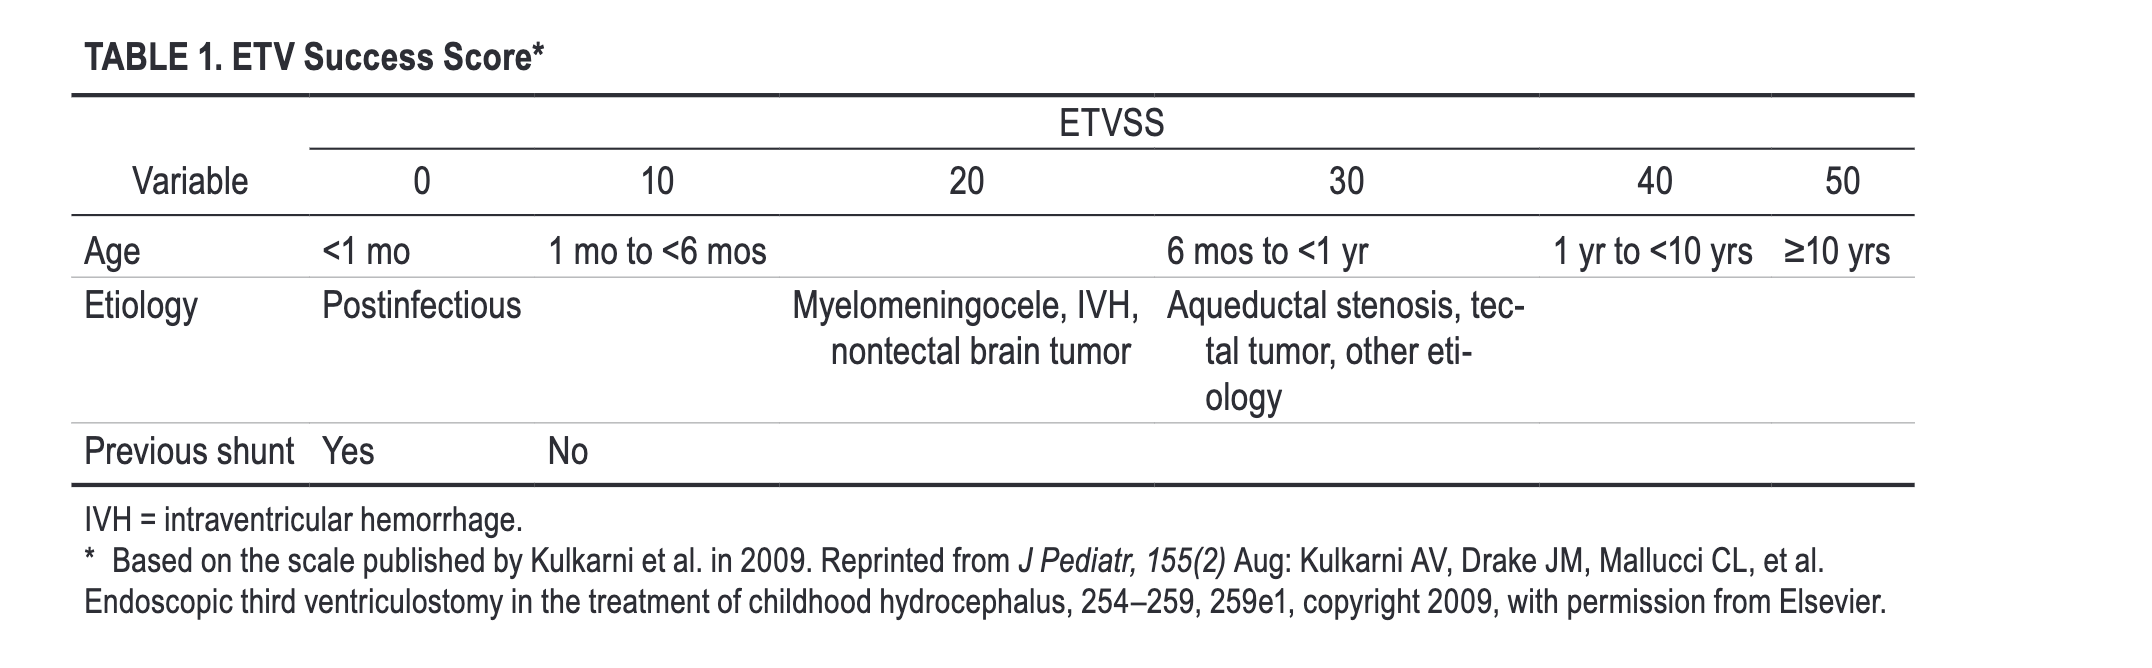 TABLE 1. ETV Success Score*
ETVSS
Variable 0 10 20 30 40 50
Age <1 mo 1 mo to <6 mos 6 mos to <1 yr 1 yr to <10 yrs ≥10 yrs
Etiology Postinfectious Myelomeningocele, IVH, Aqueductal stenosis, tec-
nontectal brain tumor tal tumor, other eti-
ology
Previous shunt Yes No
IVH = intraventricular hemorrhage.
* Based on the scale published by Kulkarni et al. in 2009. Reprinted from J Pediatr, 155(2) Aug: Kulkarni AV, Drake JM, Mallucci CL, et al.
Endoscopic third ventriculostomy in the treatment of childhood hydrocephalus, 254–259, 259e1, copyright 2009, with permission from Elsevier.